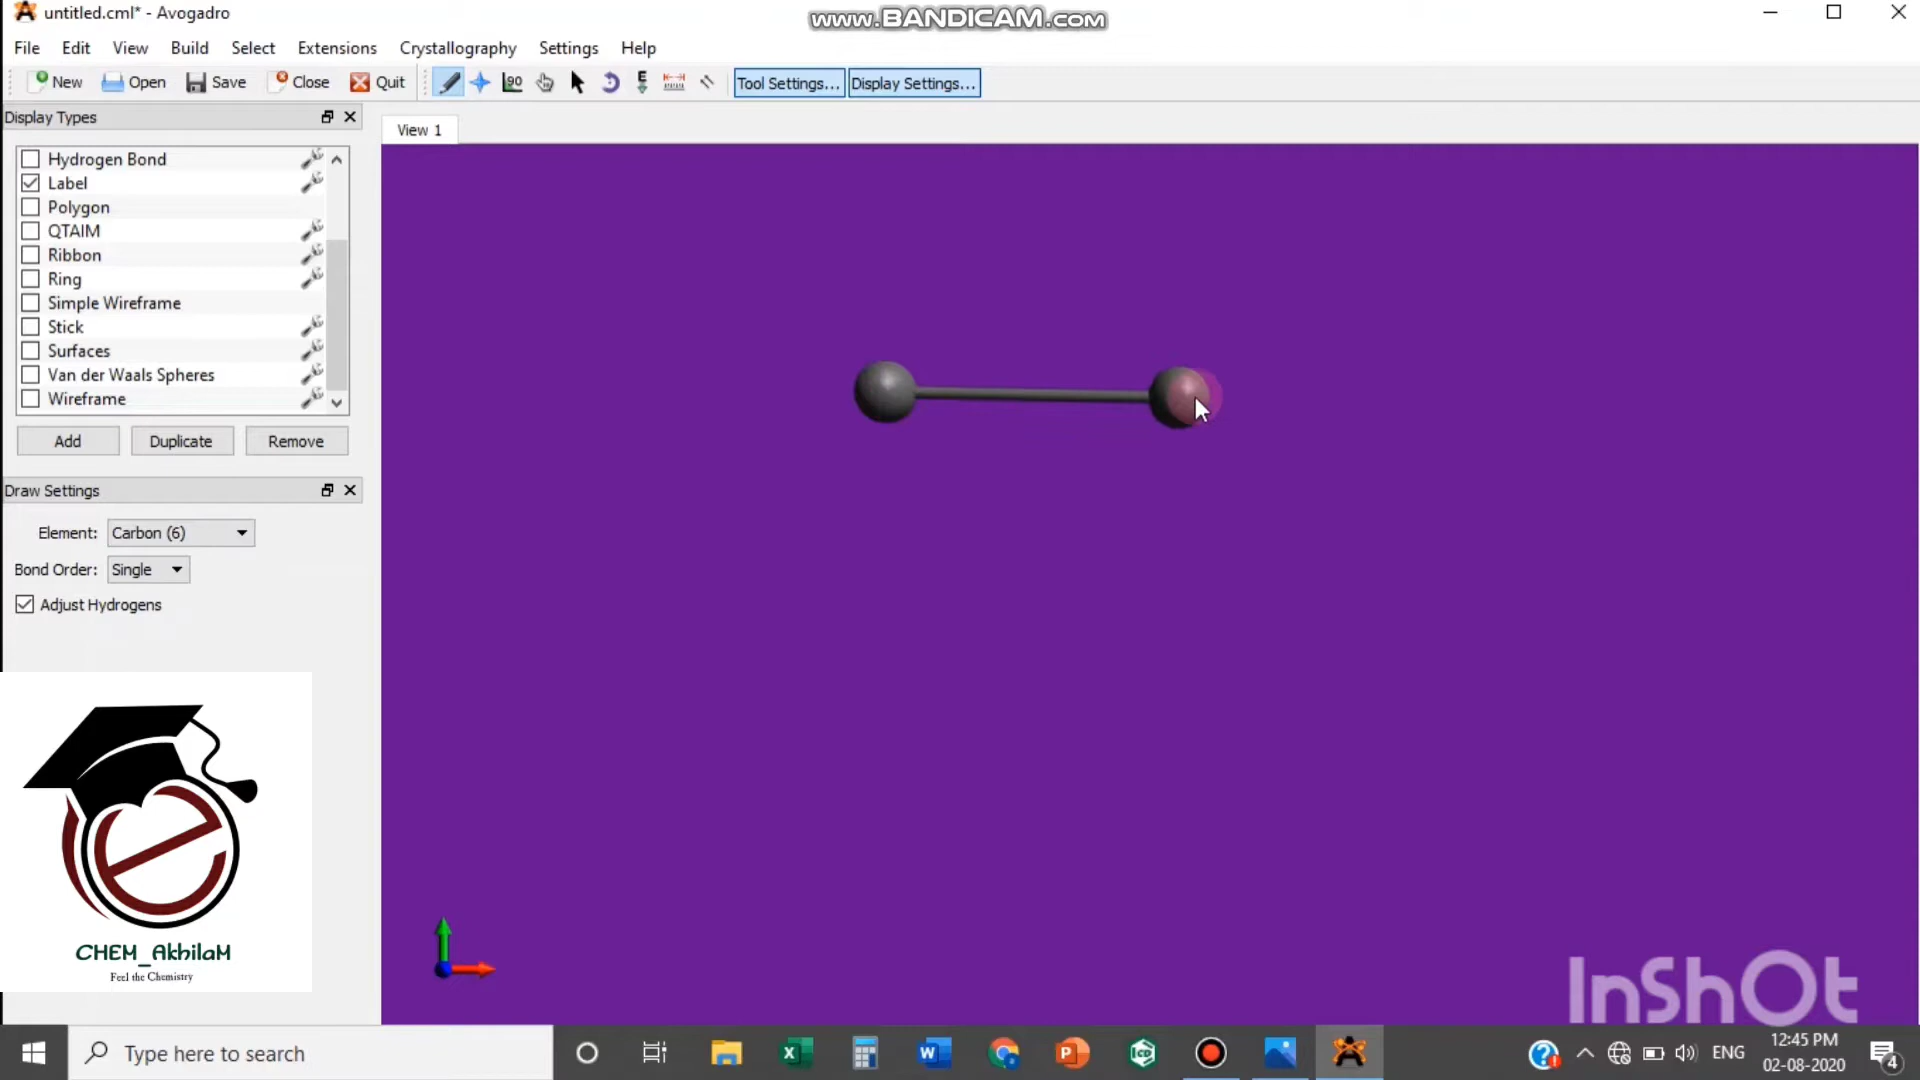 untitled.cml* - Avogadro
www.BANDICAM.com
File Edit View Build Select Extensions Crystallography Settings Help
New Open Save Close Quit 90 E Tool Settings... Display Settings...
Display Types
View 1
Hydrogen Bond
Label
Polygon
QTAIM
Ribbon
Ring
Simple Wireframe
Stick
Surfaces
Van der Waals Spheres
Wireframe
Add Duplicate Remove
Draw Settings
Element: Carbon (6)
Bond Order: Single
Adjust Hydrogens
CHEM_AkhilaM
Feel the Chemistry
InShOt
Type here to search
ENG
12:45 PM
02-08-2020
4